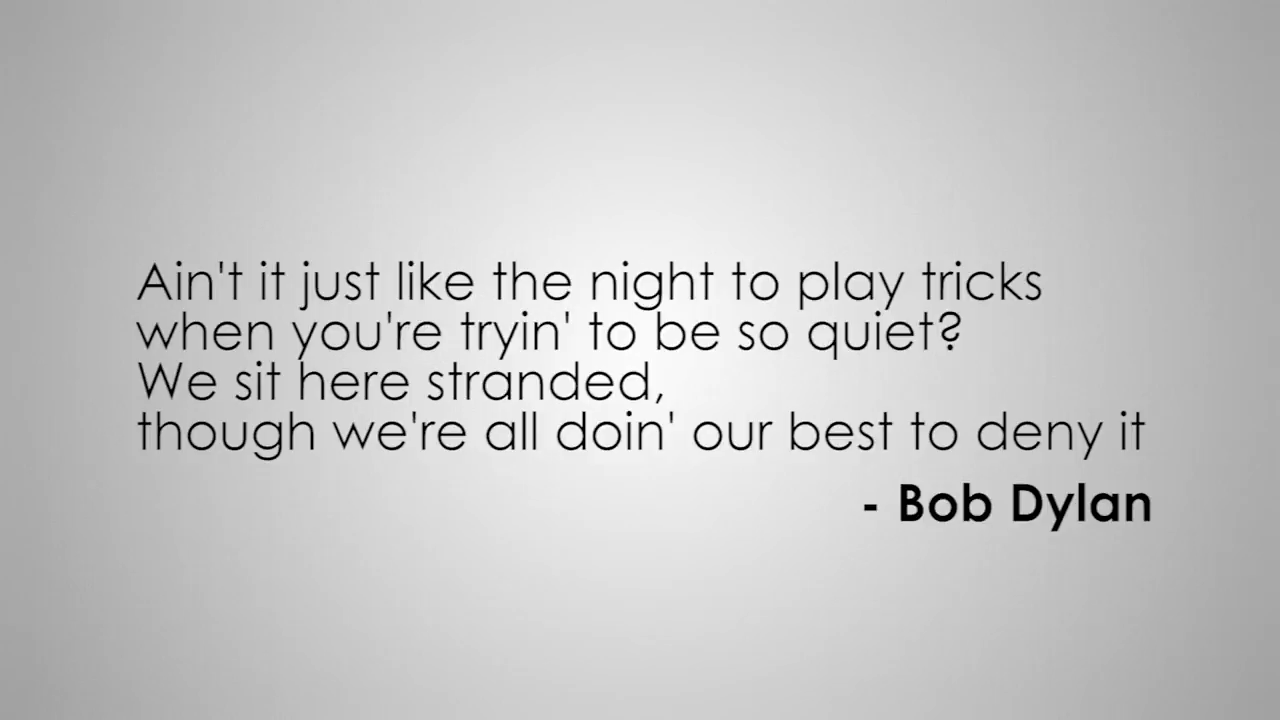 Ain't it just like the night to play tricks
when you're tryin' to be so quiet?
We sit here stranded,
though we're all doin' our best to deny it
- Bob Dylan